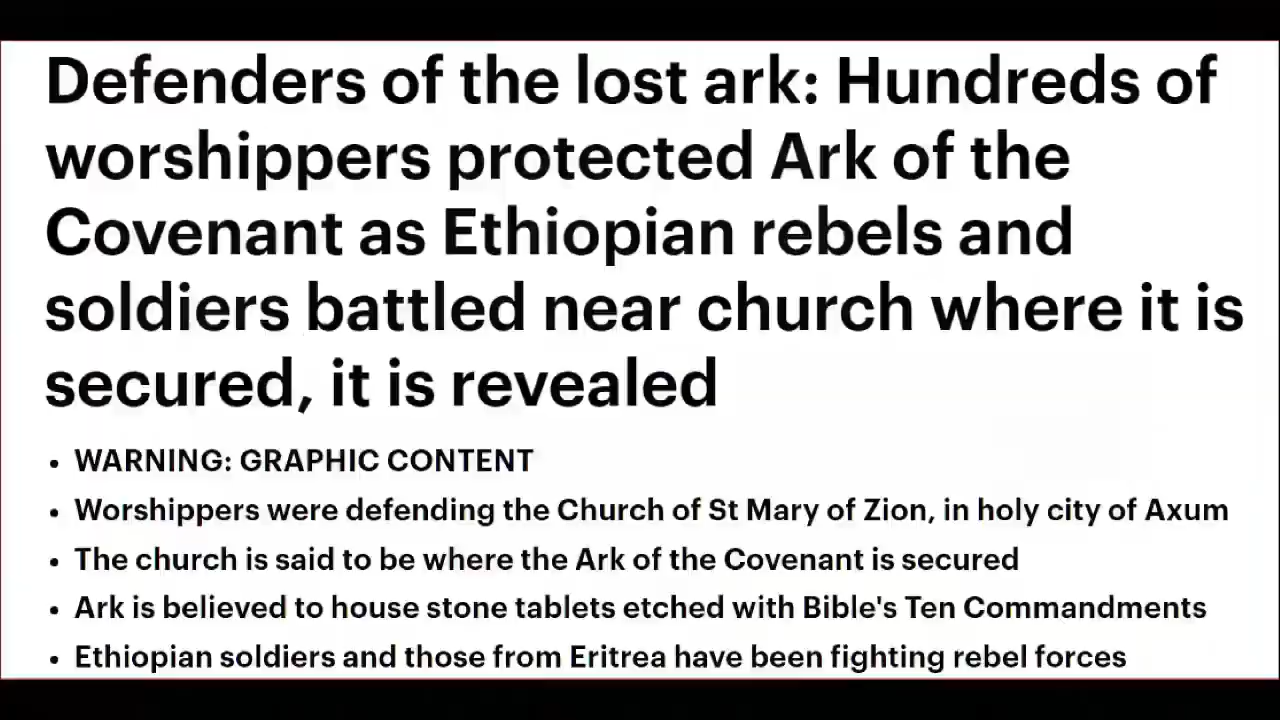 Defenders of the lost ark: Hundreds of
worshippers protected Ark of the
Covenant as Ethiopian rebels and
soldiers battled near church where it is
secured, it is revealed
• WARNING: GRAPHIC CONTENT
• Worshippers were defending the Church of St Mary of Zion, in holy city of Axum
• The church is said to be where the Ark of the Covenant is secured
• Ark is believed to house stone tablets etched with Bible's Ten Commandments
• Ethiopian soldiers and those from Eritrea have been fighting rebel forces